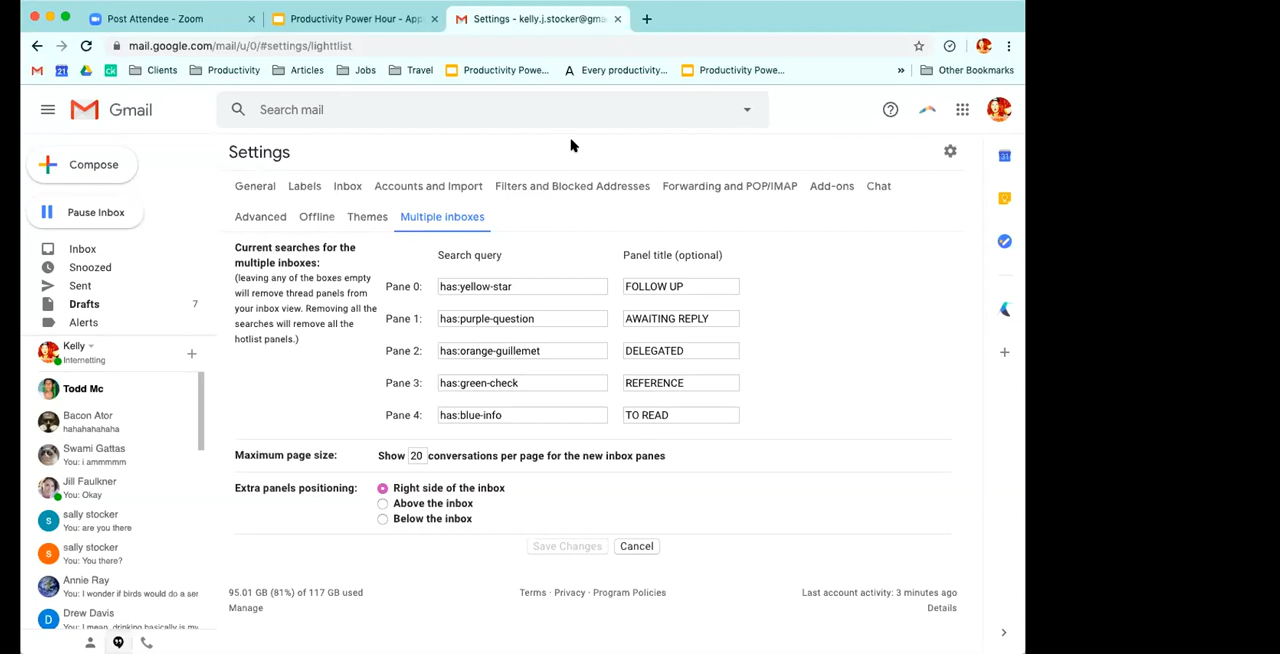 Post Attendee - Zoom
Productivity Power Hour - App
Settings - kelly.j.stocker@gma
mail.google.com/mail/u/0/#settings/lighttlist
Clients
Productivity
Articles
Jobs
Travel
Productivity Powe...
Every productivity...
Productivity Powe...
»
Other Bookmarks
Gmail
Search mail
Compose
Settings
General
Labels
Inbox
Accounts and Import
Filters and Blocked Addresses
Forwarding and POP/IMAP
Add-ons
Chat
Pause Inbox
Advanced
Offline
Themes
Multiple inboxes
Inbox
Snoozed
Sent
Drafts
7
Alerts
Kelly
Internetting
Todd Mc
Bacon Ator
hahahahahaha
Swami Gattas
You: i ammmmm
Jill Faulkner
You: Okay
sally stocker
You: are you there
sally stocker
You: You there?
Annie Ray
You: I wonder if birds would do a ser
Drew Davis
You: I mean, drinking basically is m
Current searches for the
multiple inboxes:
(leaving any of the boxes empty
will remove thread panels from
your inbox view. Removing all the
searches will remove all the
hotlist panels.)
Search query
Panel title (optional)
Pane 0:
has:yellow-star
FOLLOW UP
Pane 1:
has:purple-question
AWAITING REPLY
Pane 2:
has:orange-guillemet
DELEGATED
Pane 3:
has:green-check
REFERENCE
Pane 4:
has:blue-info
TO READ
Maximum page size:
Show 20 conversations per page for the new inbox panes
Extra panels positioning:
Right side of the inbox
Above the inbox
Below the inbox
Save Changes
Cancel
95.01 GB (81%) of 117 GB used
Manage
Terms · Privacy · Program Policies
Last account activity: 3 minutes ago
Details